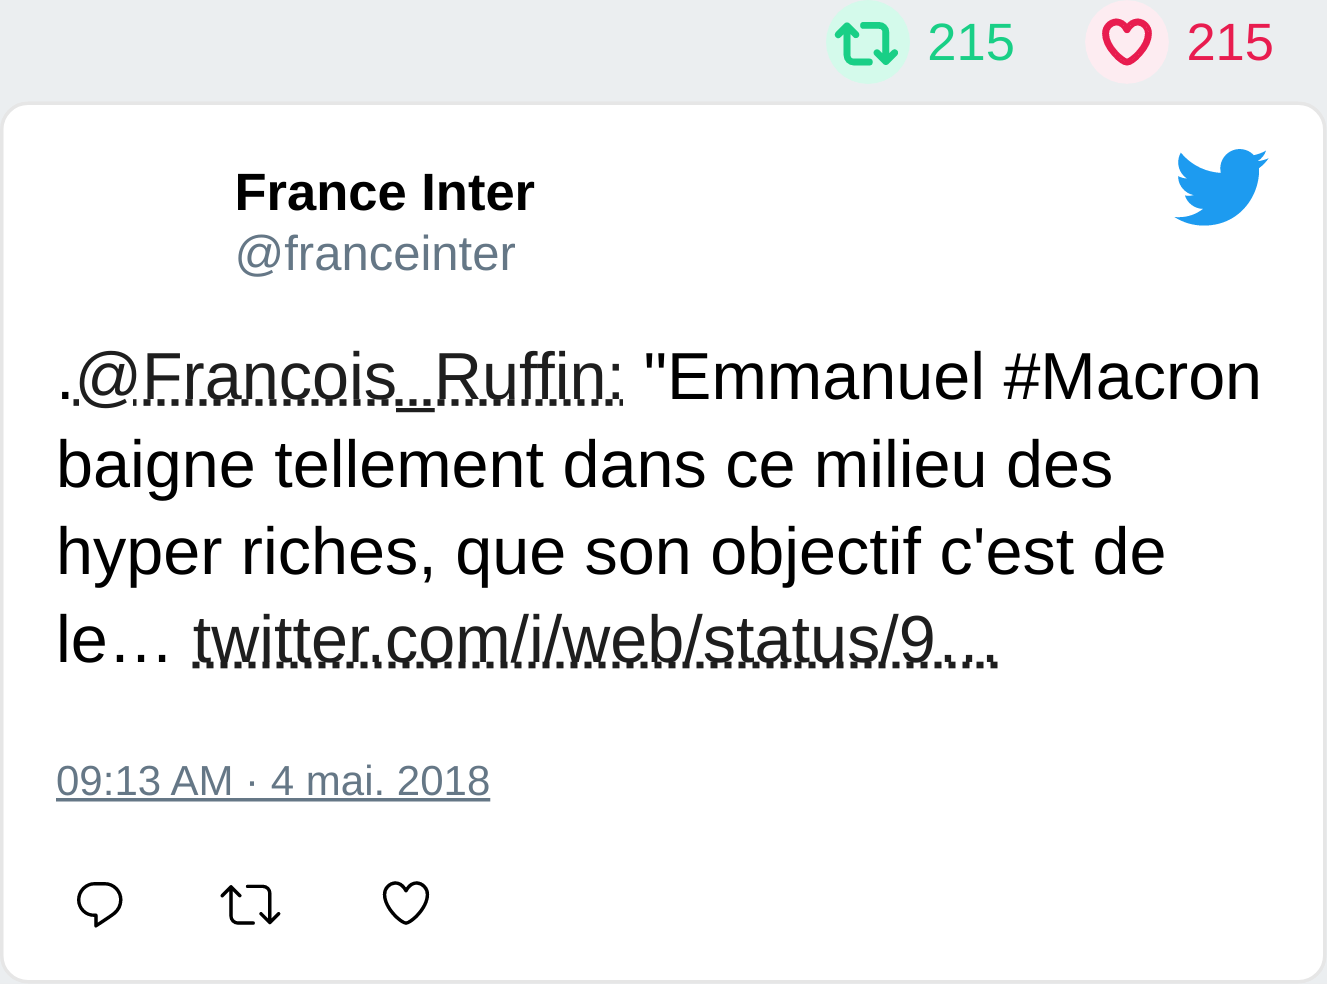 215 215
France Inter
@franceinter
.@Francois_Ruffin: "Emmanuel #Macron
baigne tellement dans ce milieu des
hyper riches, que son objectif c'est de
le… twitter.com/i/web/status/9…
09:13 AM · 4 mai. 2018